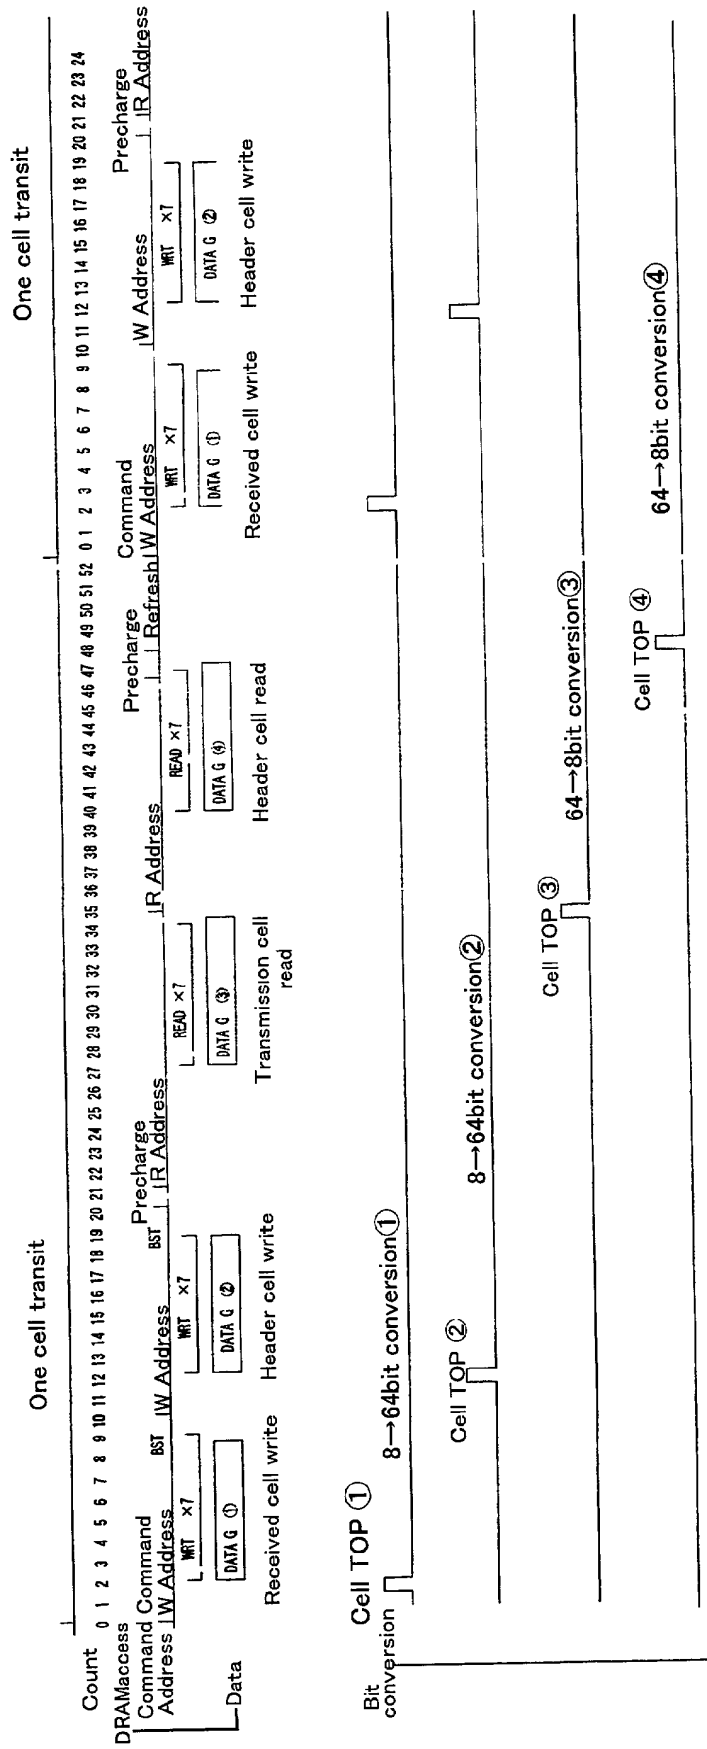 One cell transit
One cell transit
Count
0 1 2 3 4 5 6 7 8 9 10 11 12 13 14 15 16 17 18 19 20 21 22 23 24 25 26 27 28 29 30 31 32 33 34 35 36 37 38 39 40 41 42 43 44 45 46 47 48 49 50 51 52 0 1 2 3 4 5 6 7 8 9 10 11 12 13 14 15 16 17 18 19 20 21 22 23 24
DRAMaccess
Command Command BST BST Precharge Precharge Command Precharge
Address W Address W Address R Address R Address Refresh W Address W Address R Address
WRT ×7 WRT ×7 READ ×7 READ ×7 WRT ×7 WRT ×7
Data DATA G ① DATA G ② DATA G (3) DATA G (4) DATA G (1) DATA G (2)
Received cell write Header cell write Transmission cell read Header cell read Received cell write Header cell write
Bit conversion
Cell TOP ①
8→64bit conversion①
Cell TOP ②
8→64bit conversion②
Cell TOP ③
64→8bit conversion③
Cell TOP ④
64→8bit conversion④